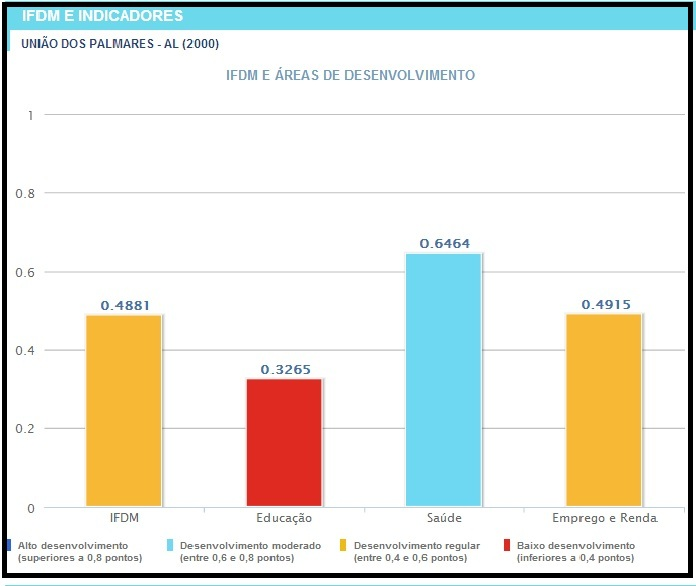 IFDM E INDICADORES
UNIÃO DOS PALMARES - AL (2000)
IFDM E ÁREAS DE DESENVOLVIMENTO
1
0.8
0.6
0.4
0.2
0
0.4881
0.3265
0.6464
0.4915
IFDM
Educação
Saúde
Emprego e Renda
Alto desenvolvimento
(superiores a 0,8 pontos)
Desenvolvimento moderado
(entre 0,6 e 0,8 pontos)
Desenvolvimento regular
(entre 0,4 e 0,6 pontos)
Baixo desenvolvimento
(inferiores a 0,4 pontos)